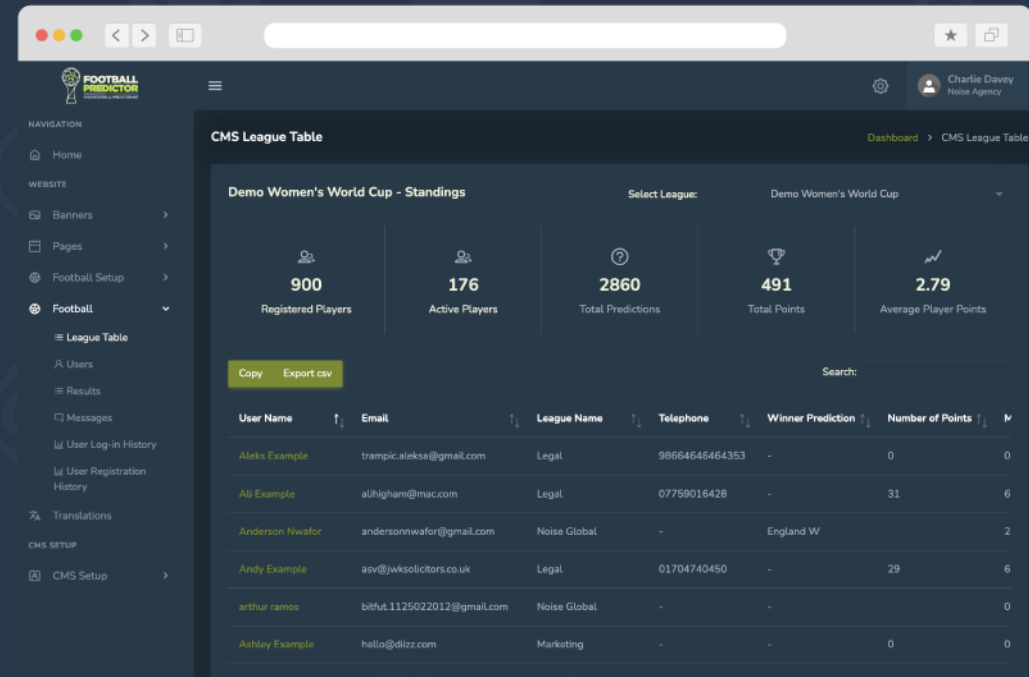 FOOTBALL
PREDICTOR
Charlie Davey
Noise Agency
NAVIGATION
Home
WEBSITE
Banners
Pages
Football Setup
Football
League Table
Users
Results
Messages
User Log-in History
User Registration
History
Translations
CMS SETUP
CMS Setup
CMS League Table
Dashboard > CMS League Table
Demo Women's World Cup - Standings
Select League: Demo Women's World Cup
900 176 2860 491 2.79
Registered Players Active Players Total Predictions Total Points Average Player Points
Copy Export csv
Search:
User Name Email League Name Telephone Winner Prediction Number of Points M
Aleks Example trampic.aleksa@gmail.com Legal 98664646464353 - 0 0
Ali Example alihigham@mac.com Legal 07759016428 - 31 6
Anderson Nwafor andersonnwafor@gmail.com Noise Global - England W 2
Andy Example asv@jwksolicitors.co.uk Legal 01704740450 - 29 6
arthur ramos bitfut.1125022012@gmail.com Noise Global - - 0
Ashley Example hello@diizz.com Marketing - - 0 0